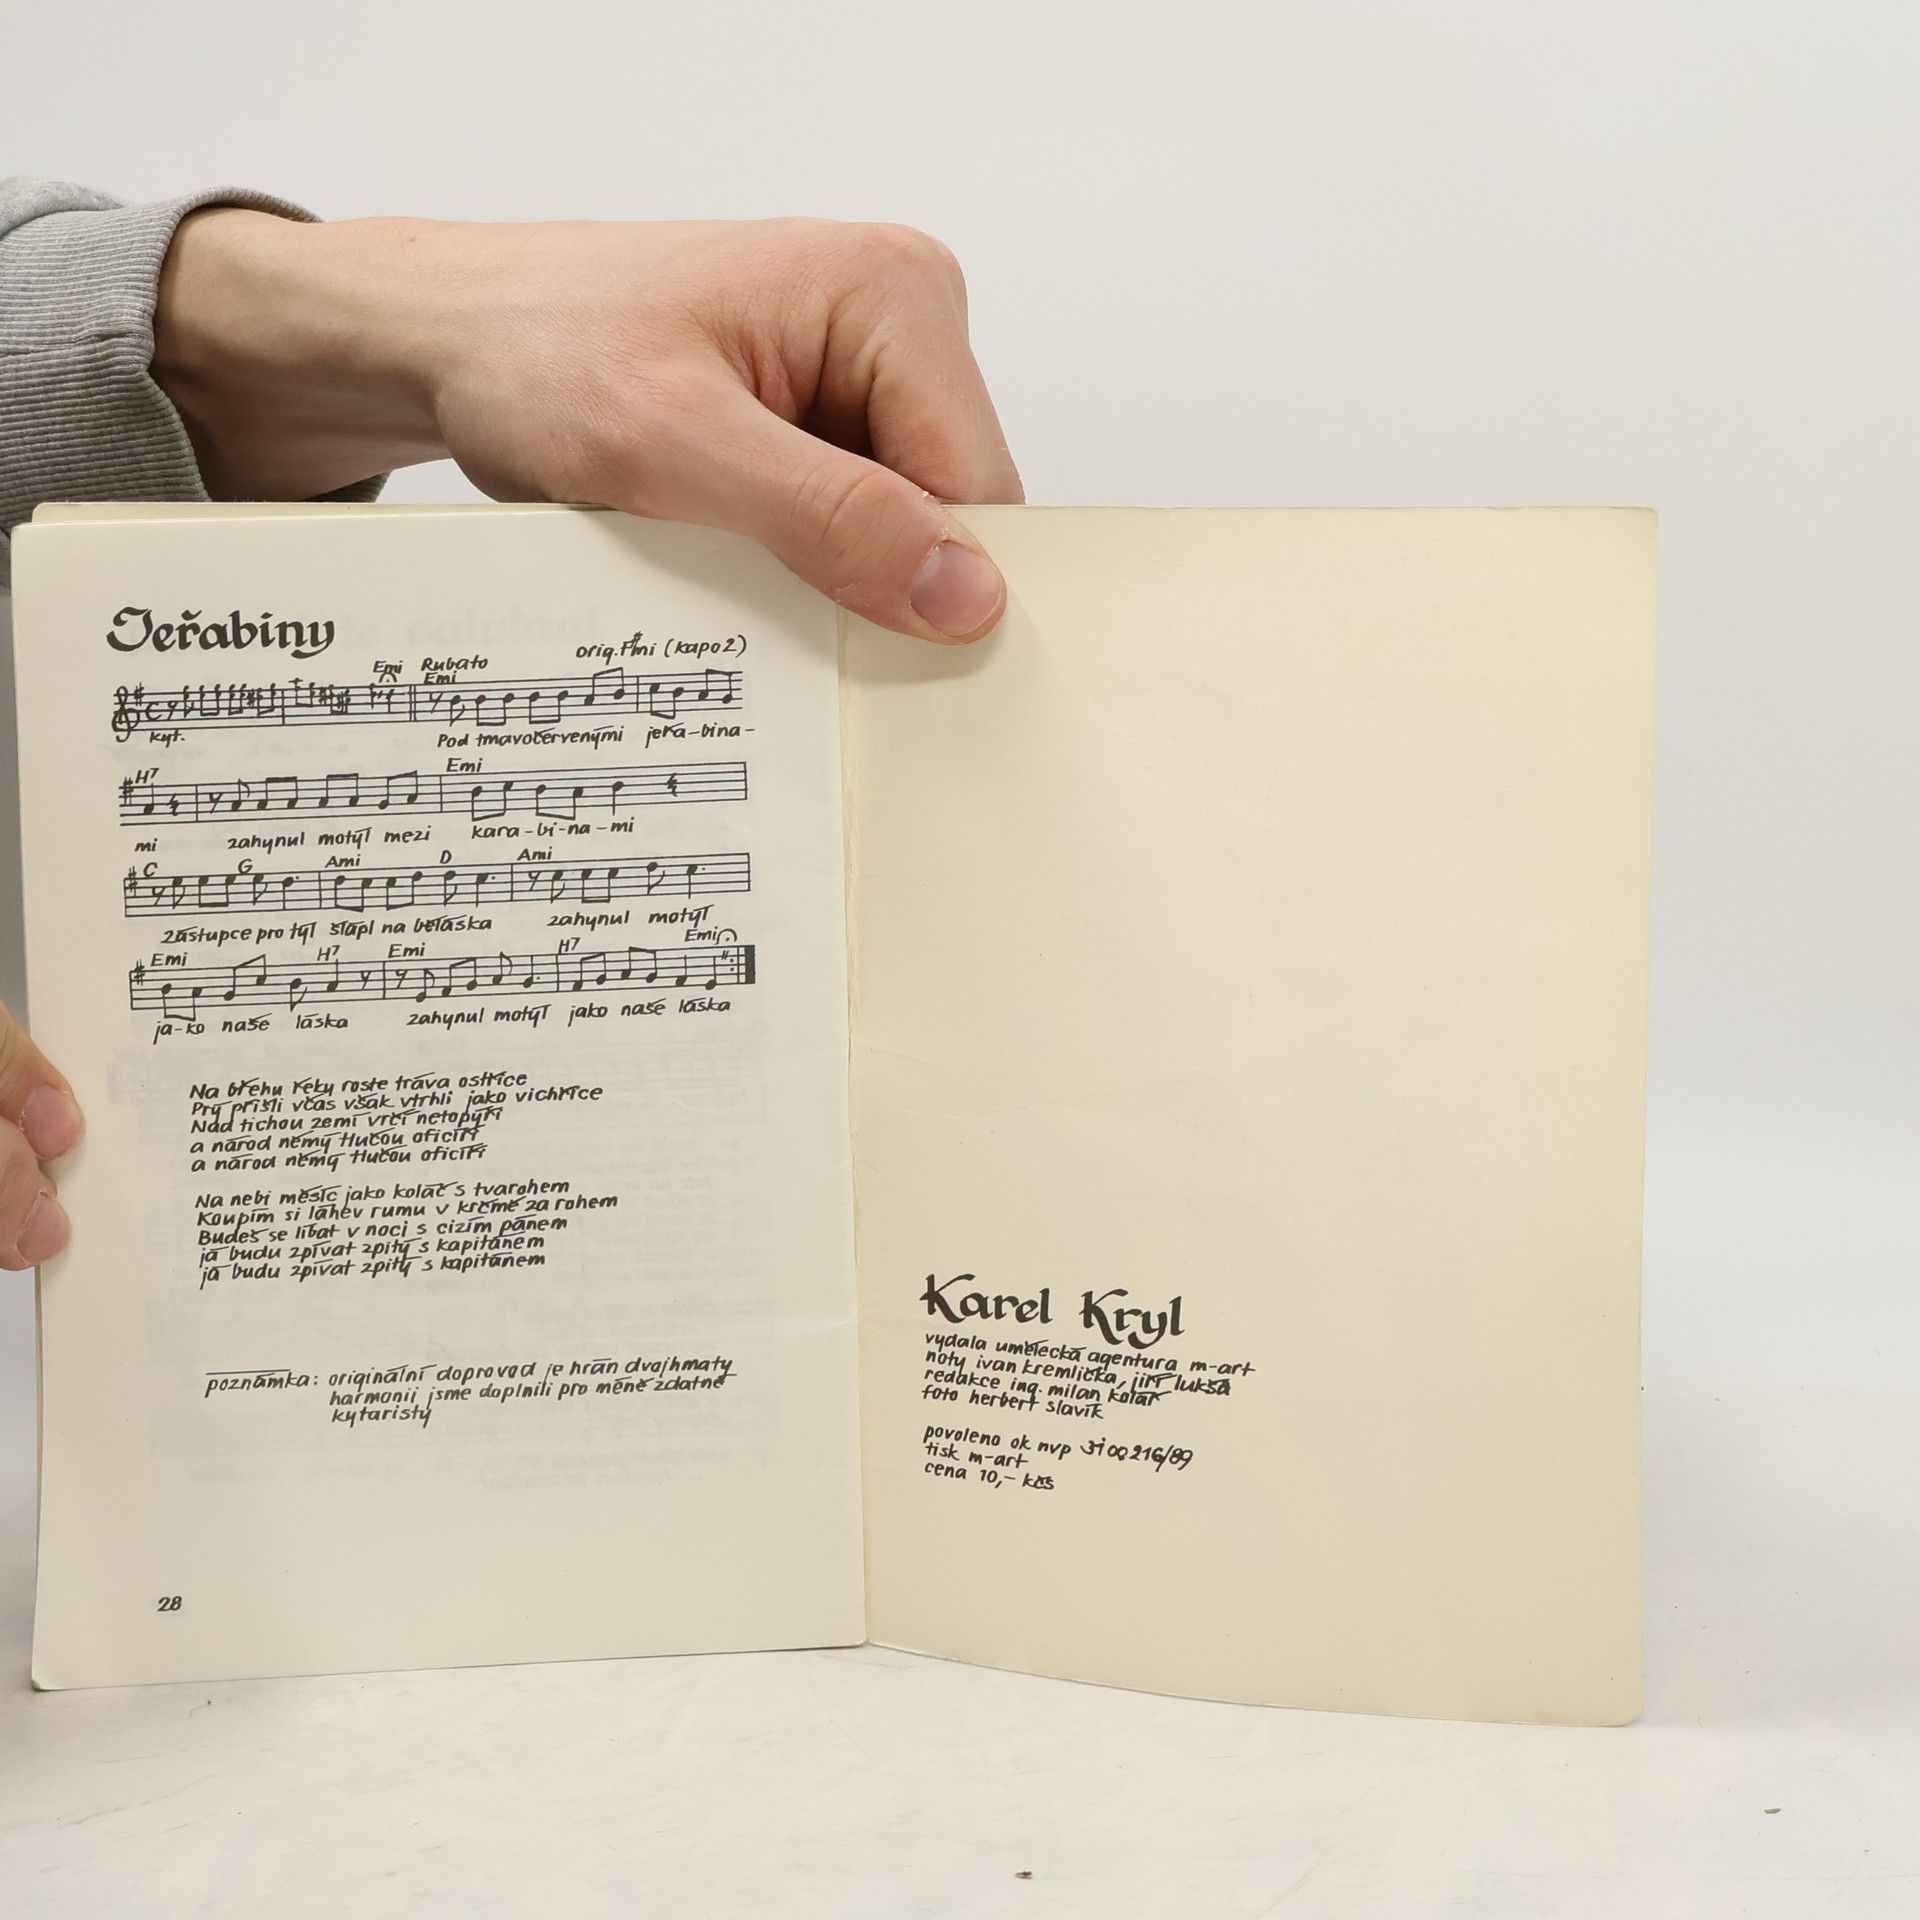 Jeřabiny
orig. F#mi (kapo 2)
Emi Rubato
Emi
kyt.
Pod tmavočervenými jeřa-bina-
H7 Emi
mi zahynul motýl mezi kara-bi-na-mi
C G Ami D Ami
zástupce pro týl šlápl na běláska zahynul motýl
Emi H7 Emi H7 Emi
ja-ko naše láska zahynul motýl jako naše láska
Na břehu řeky roste tráva ostřice
Prý přišli včas však vtrhli jako vichřice
Nad tichou zemí vrčí netopýři
a národ němý tlučou oficíři
a národ němý tlučou oficíři
Na nebi měsíc jako koláč s tvarohem
Koupím si láhev rumu v krčmě za rohem
Budeš se líbat v noci s cizím pánem
já budu zpívat zpitý s kapitánem
já budu zpívat zpitý s kapitánem
poznámka: originální doprovod je hrán dvojhmaty
harmonii jsme doplnili pro méně zdatné
kytaristy
28
Karel Kryl
vydala umělecká agentura m-art
noty ivan kremlička, jiří lukša
redakce ing. milan kolář
foto herbert slavík
povoleno ok nvp 3i 00216/89
tisk m-art
cena 10,- kčs